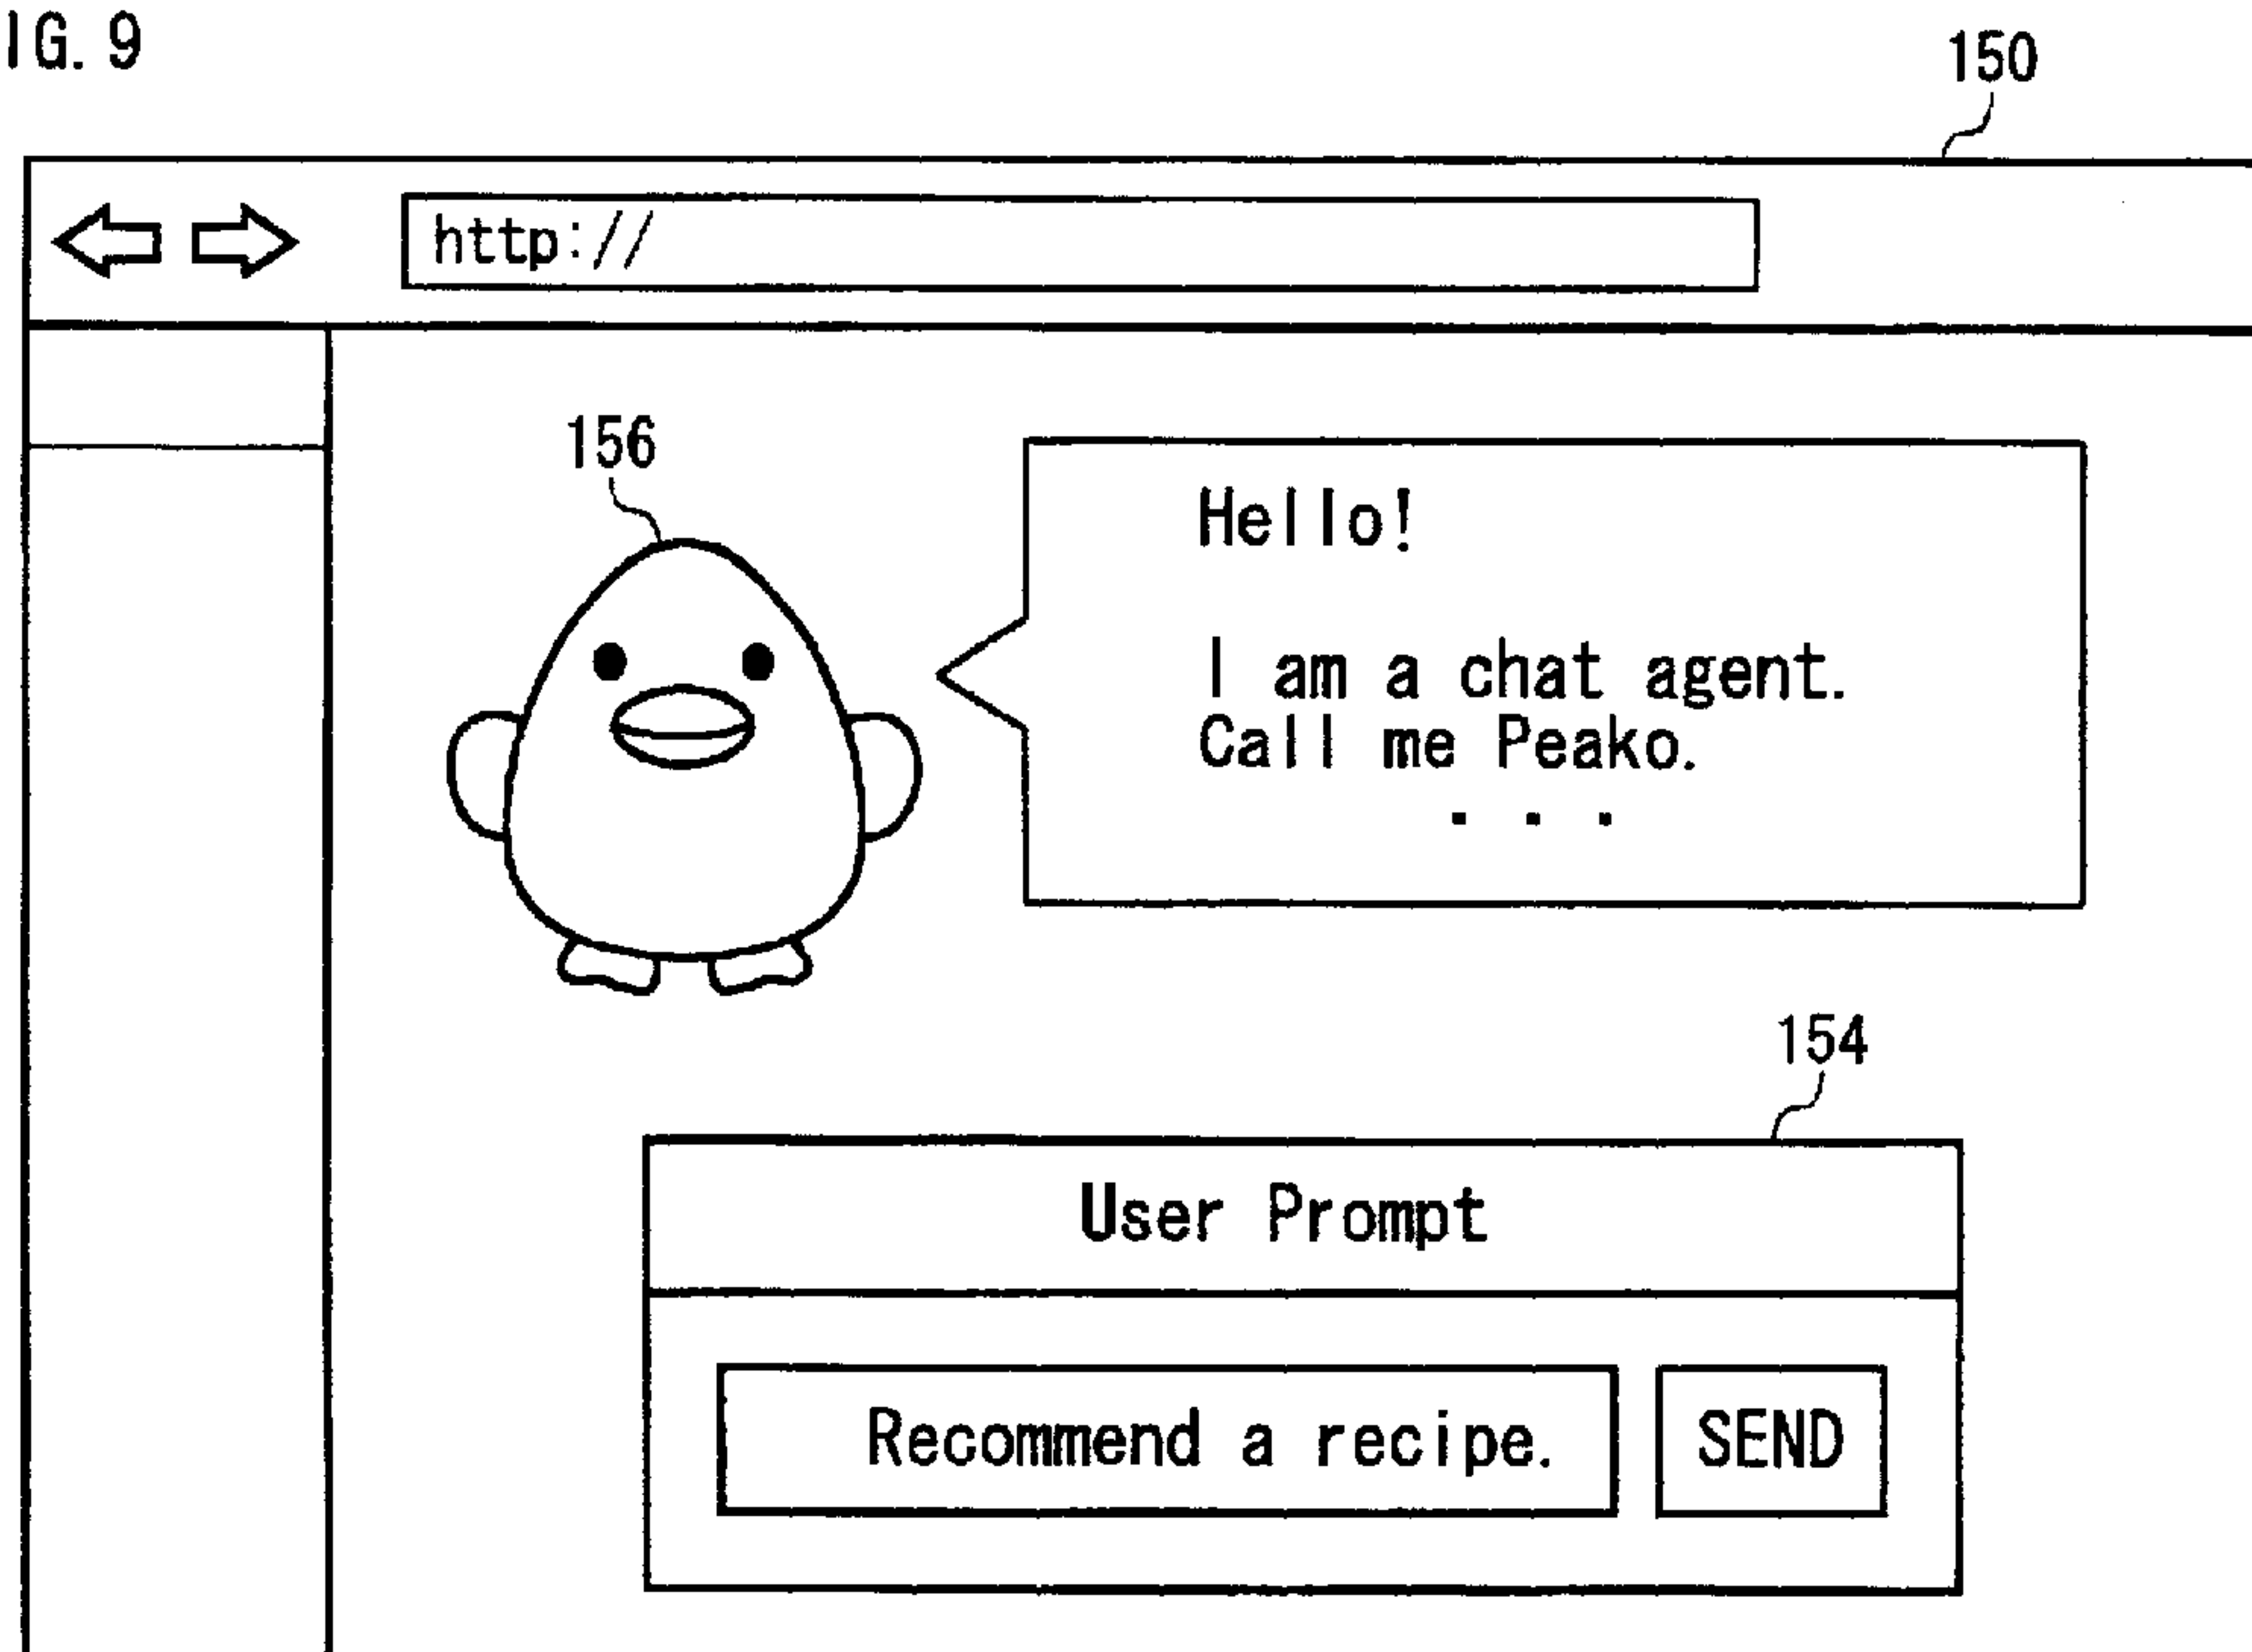 IG. 9
150
http://
156
Hello!
I am a chat agent.
Call me Peako.
. . .
154
User Prompt
Recommend a recipe.
SEND